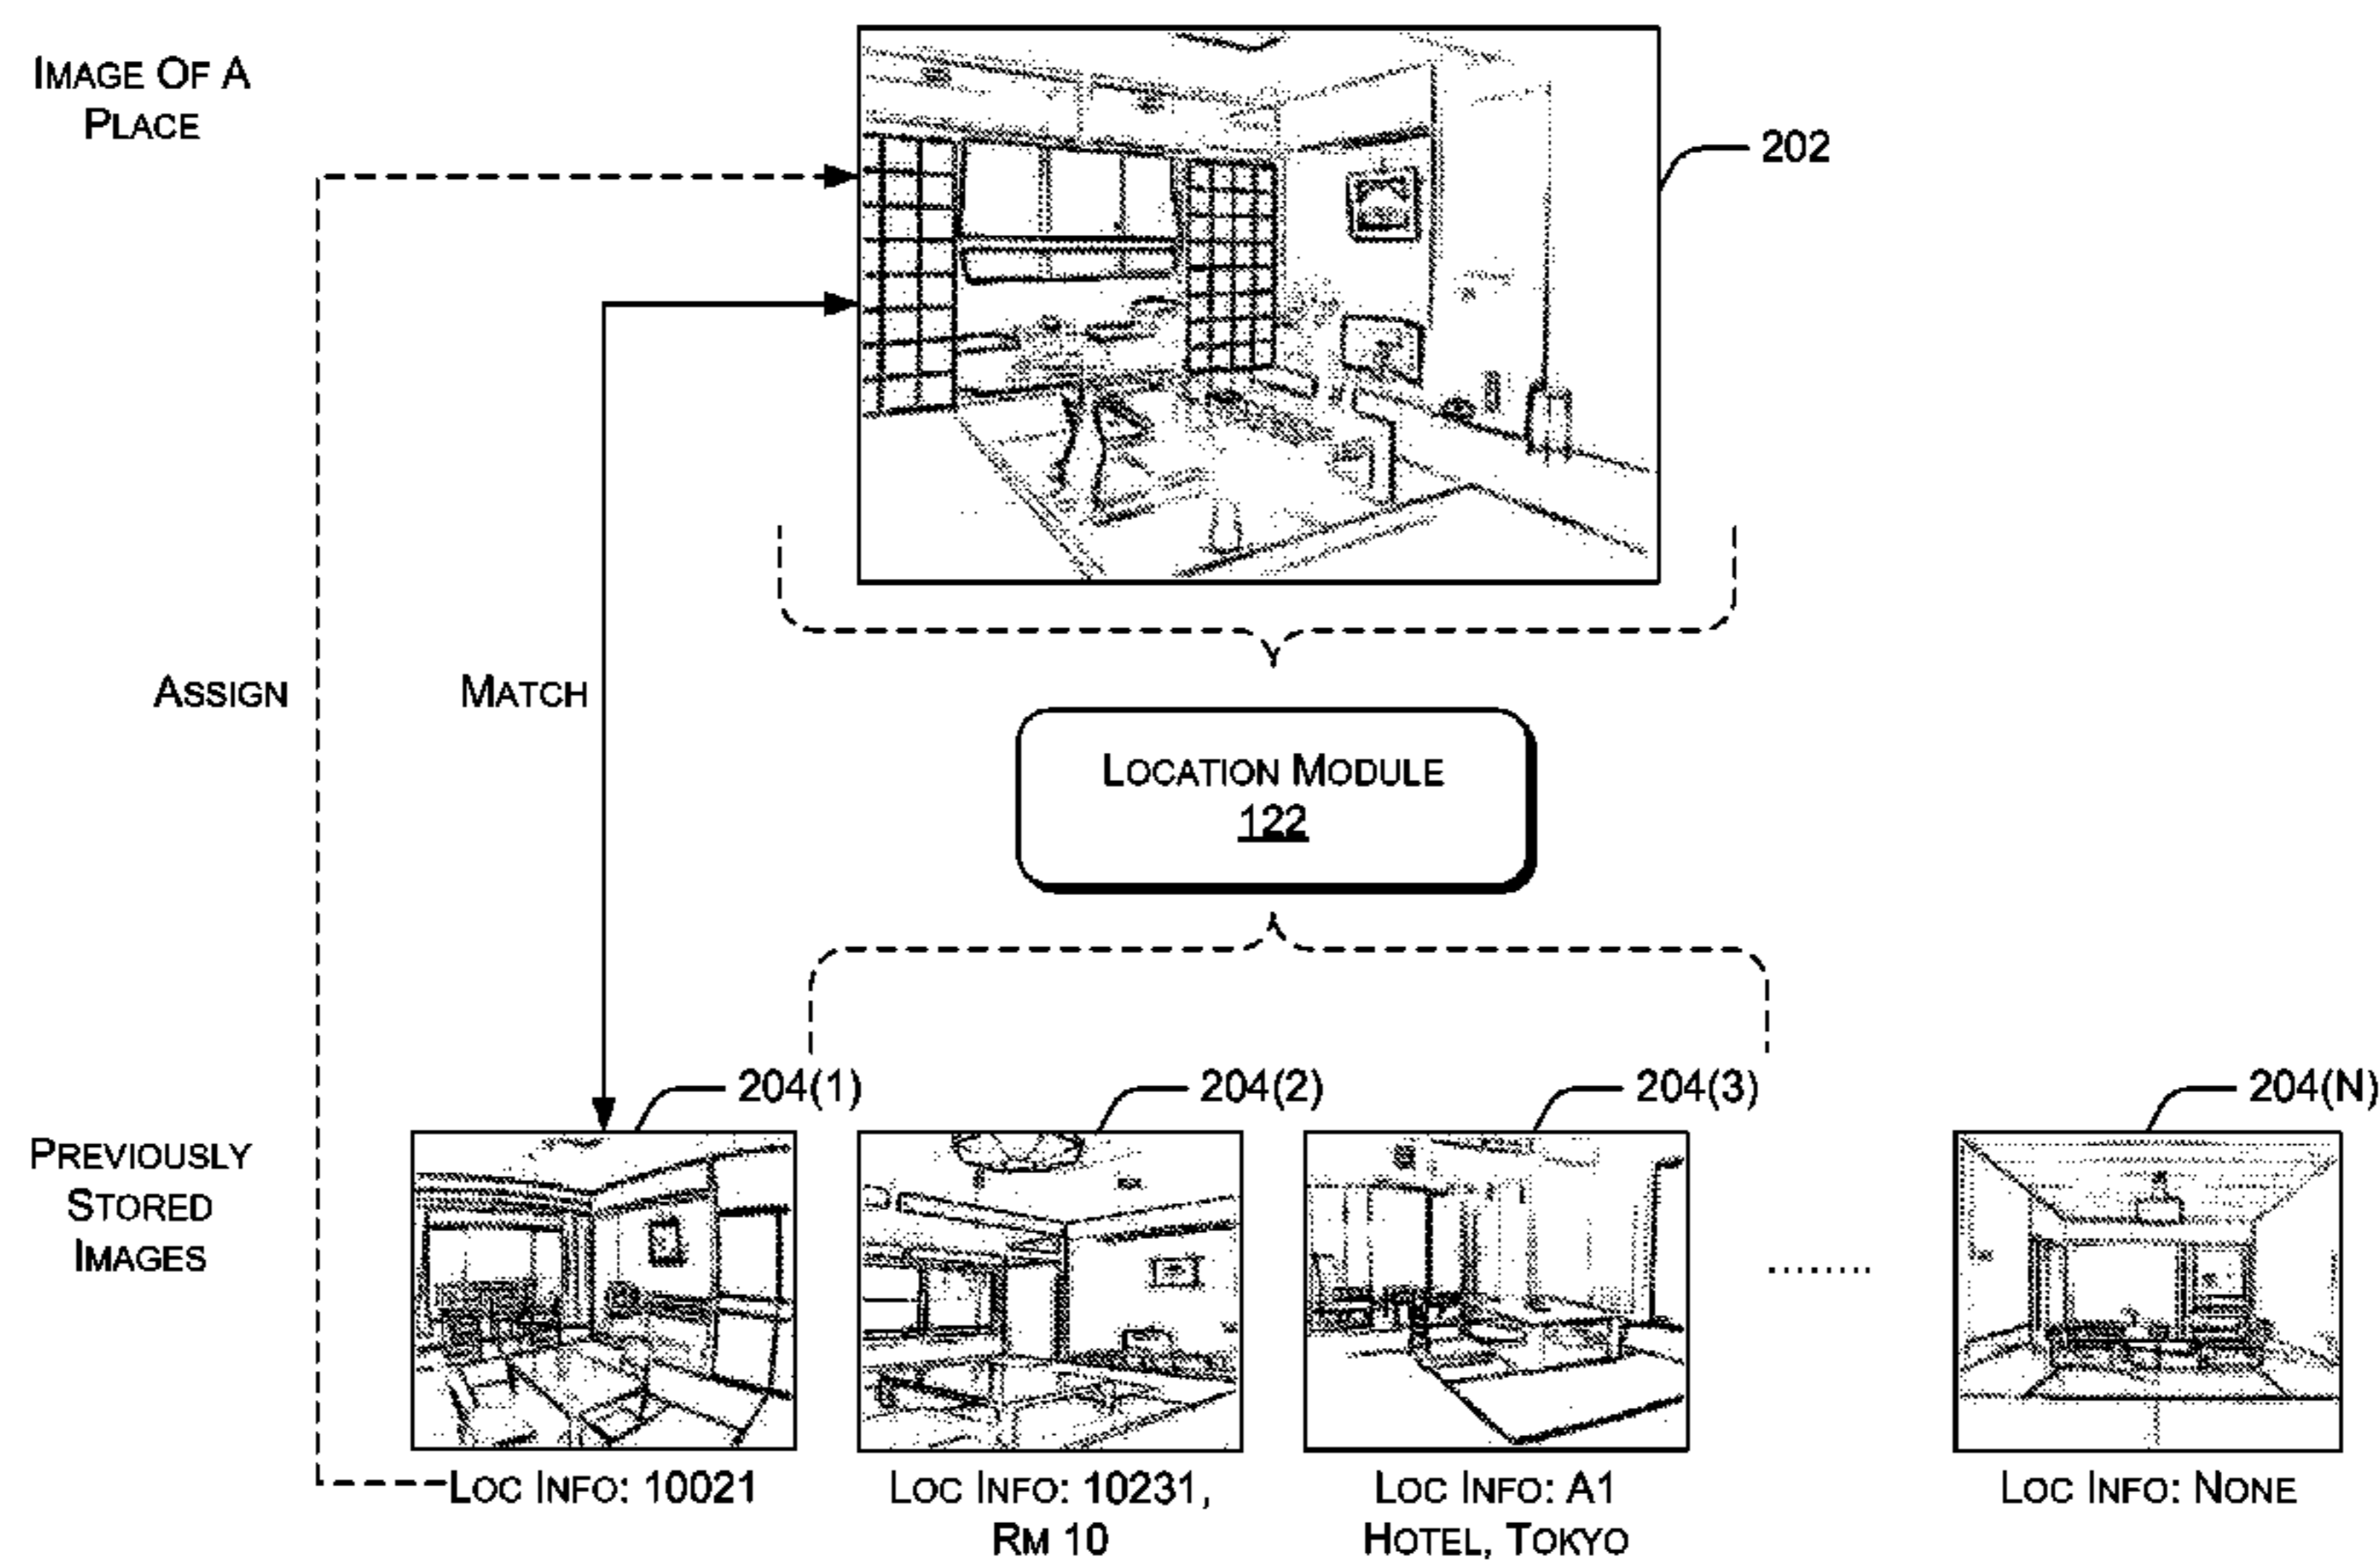 IMAGE OF A
PLACE
202
ASSIGN
MATCH
LOCATION MODULE
122
204(1)
204(2)
204(3)
204(N)
PREVIOUSLY
STORED
IMAGES
........
LOC INFO: 10021
LOC INFO: 10231,
RM 10
LOC INFO: A1
HOTEL, TOKYO
LOC INFO: NONE